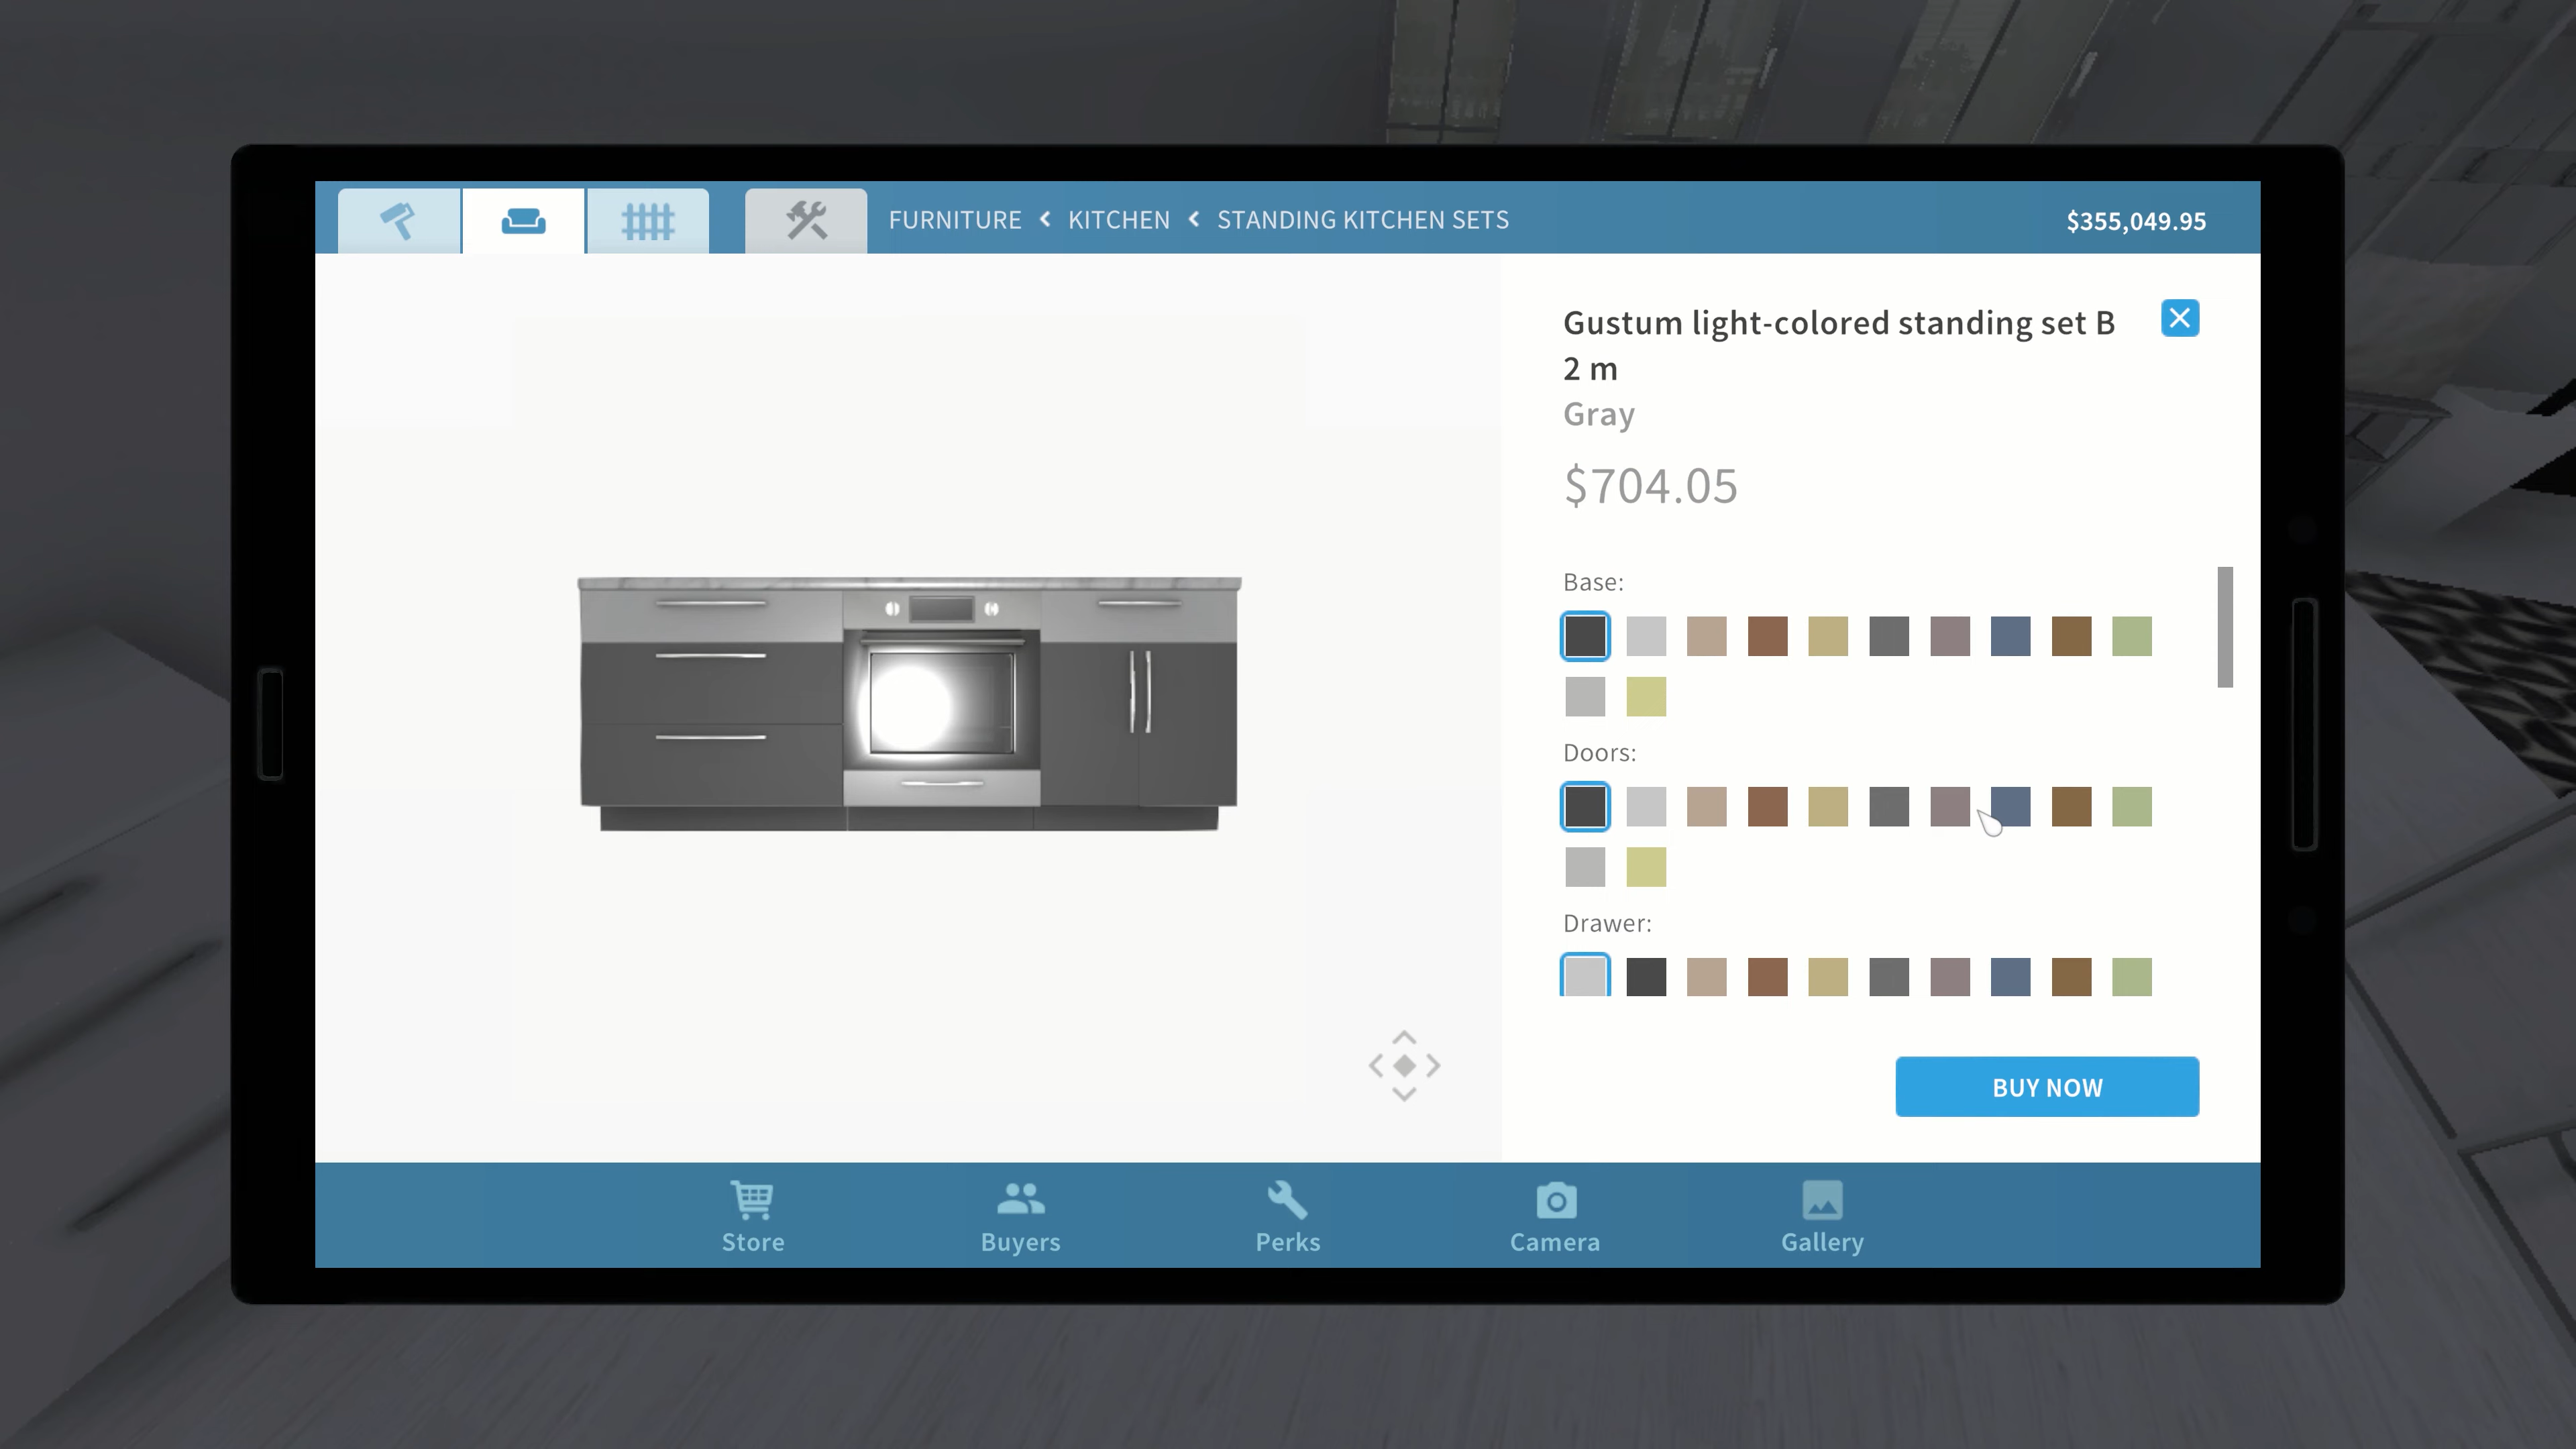 FURNITURE < KITCHEN < STANDING KITCHEN SETS
$355,049.95
Gustum light-colored standing set B
2 m
Gray
$704.05
Base:
Doors:
Drawer:
BUY NOW
Store
Buyers
Perks
Camera
Gallery